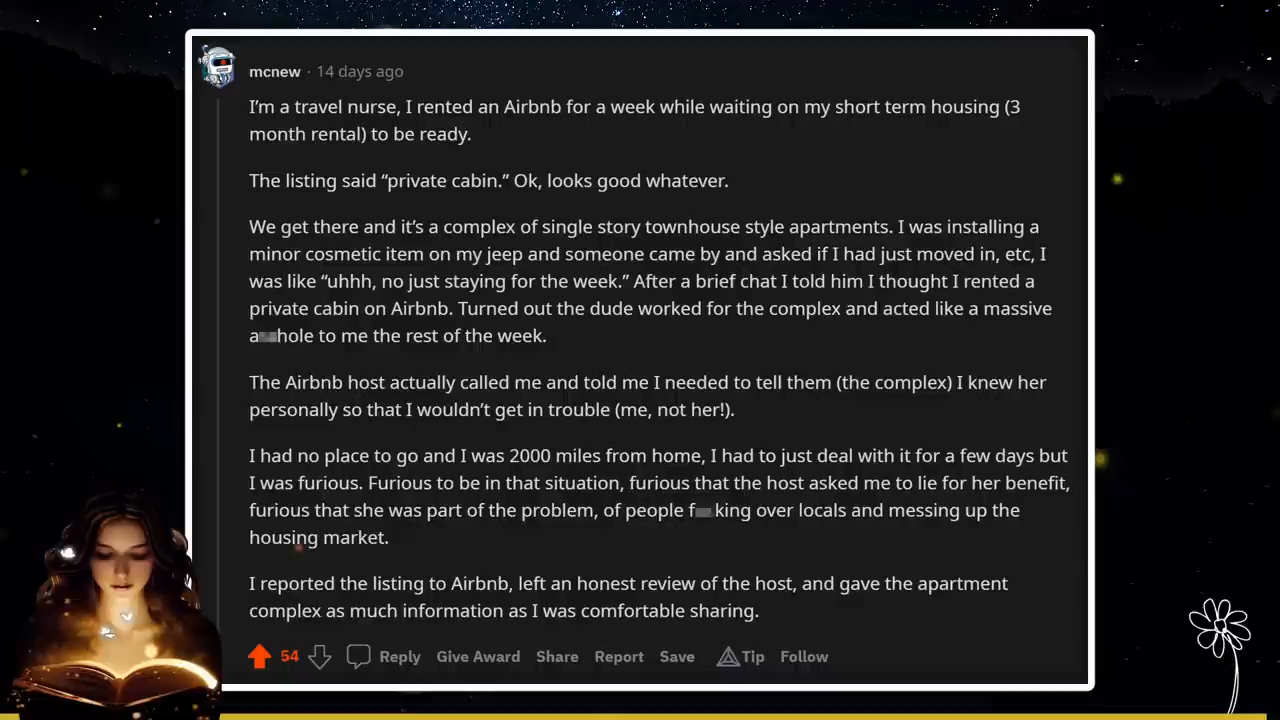 mcnew · 14 days ago
I’m a travel nurse, I rented an Airbnb for a week while waiting on my short term housing (3
month rental) to be ready.
The listing said “private cabin.” Ok, looks good whatever.
We get there and it’s a complex of single story townhouse style apartments. I was installing a
minor cosmetic item on my jeep and someone came by and asked if I had just moved in, etc, I
was like “uhhh, no just staying for the week.” After a brief chat I told him I thought I rented a
private cabin on Airbnb. Turned out the dude worked for the complex and acted like a massive
a hole to me the rest of the week.
The Airbnb host actually called me and told me I needed to tell them (the complex) I knew her
personally so that I wouldn’t get in trouble (me, not her!).
I had no place to go and I was 2000 miles from home, I had to just deal with it for a few days but
I was furious. Furious to be in that situation, furious that the host asked me to lie for her benefit,
furious that she was part of the problem, of people f king over locals and messing up the
housing market.
I reported the listing to Airbnb, left an honest review of the host, and gave the apartment
complex as much information as I was comfortable sharing.
54 Reply Give Award Share Report Save Tip Follow